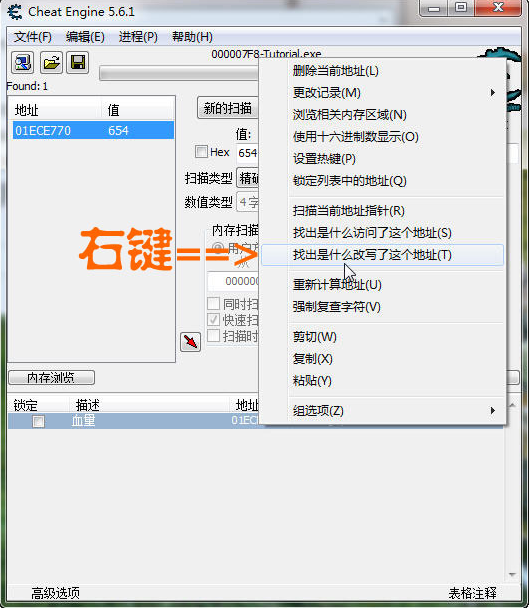 Cheat Engine 5.6.1
文件(F) 编辑(E) 进程(P) 帮助(H)
000007F8-Tutorial.exe
Found: 1
地址 值
01ECE770 654
新的扫描
值:
Hex 654
扫描类型 精确
数值类型 4 字
内存扫描
用户方
从
000000
同时扫
快速扫
扫描时
右键==>
删除当前地址(L)
更改记录(M)
浏览相关内存区域(N)
使用十六进制数显示(O)
设置热键(P)
锁定列表中的地址(Q)
扫描当前地址指针(R)
找出是什么访问了这个地址(S)
找出是什么改写了这个地址(T)
重新计算地址(U)
强制复查字符(V)
剪切(W)
复制(X)
粘贴(Y)
组选项(Z)
内存浏览
锁定 描述 地址
血量 01EC
高级选项 表格注释